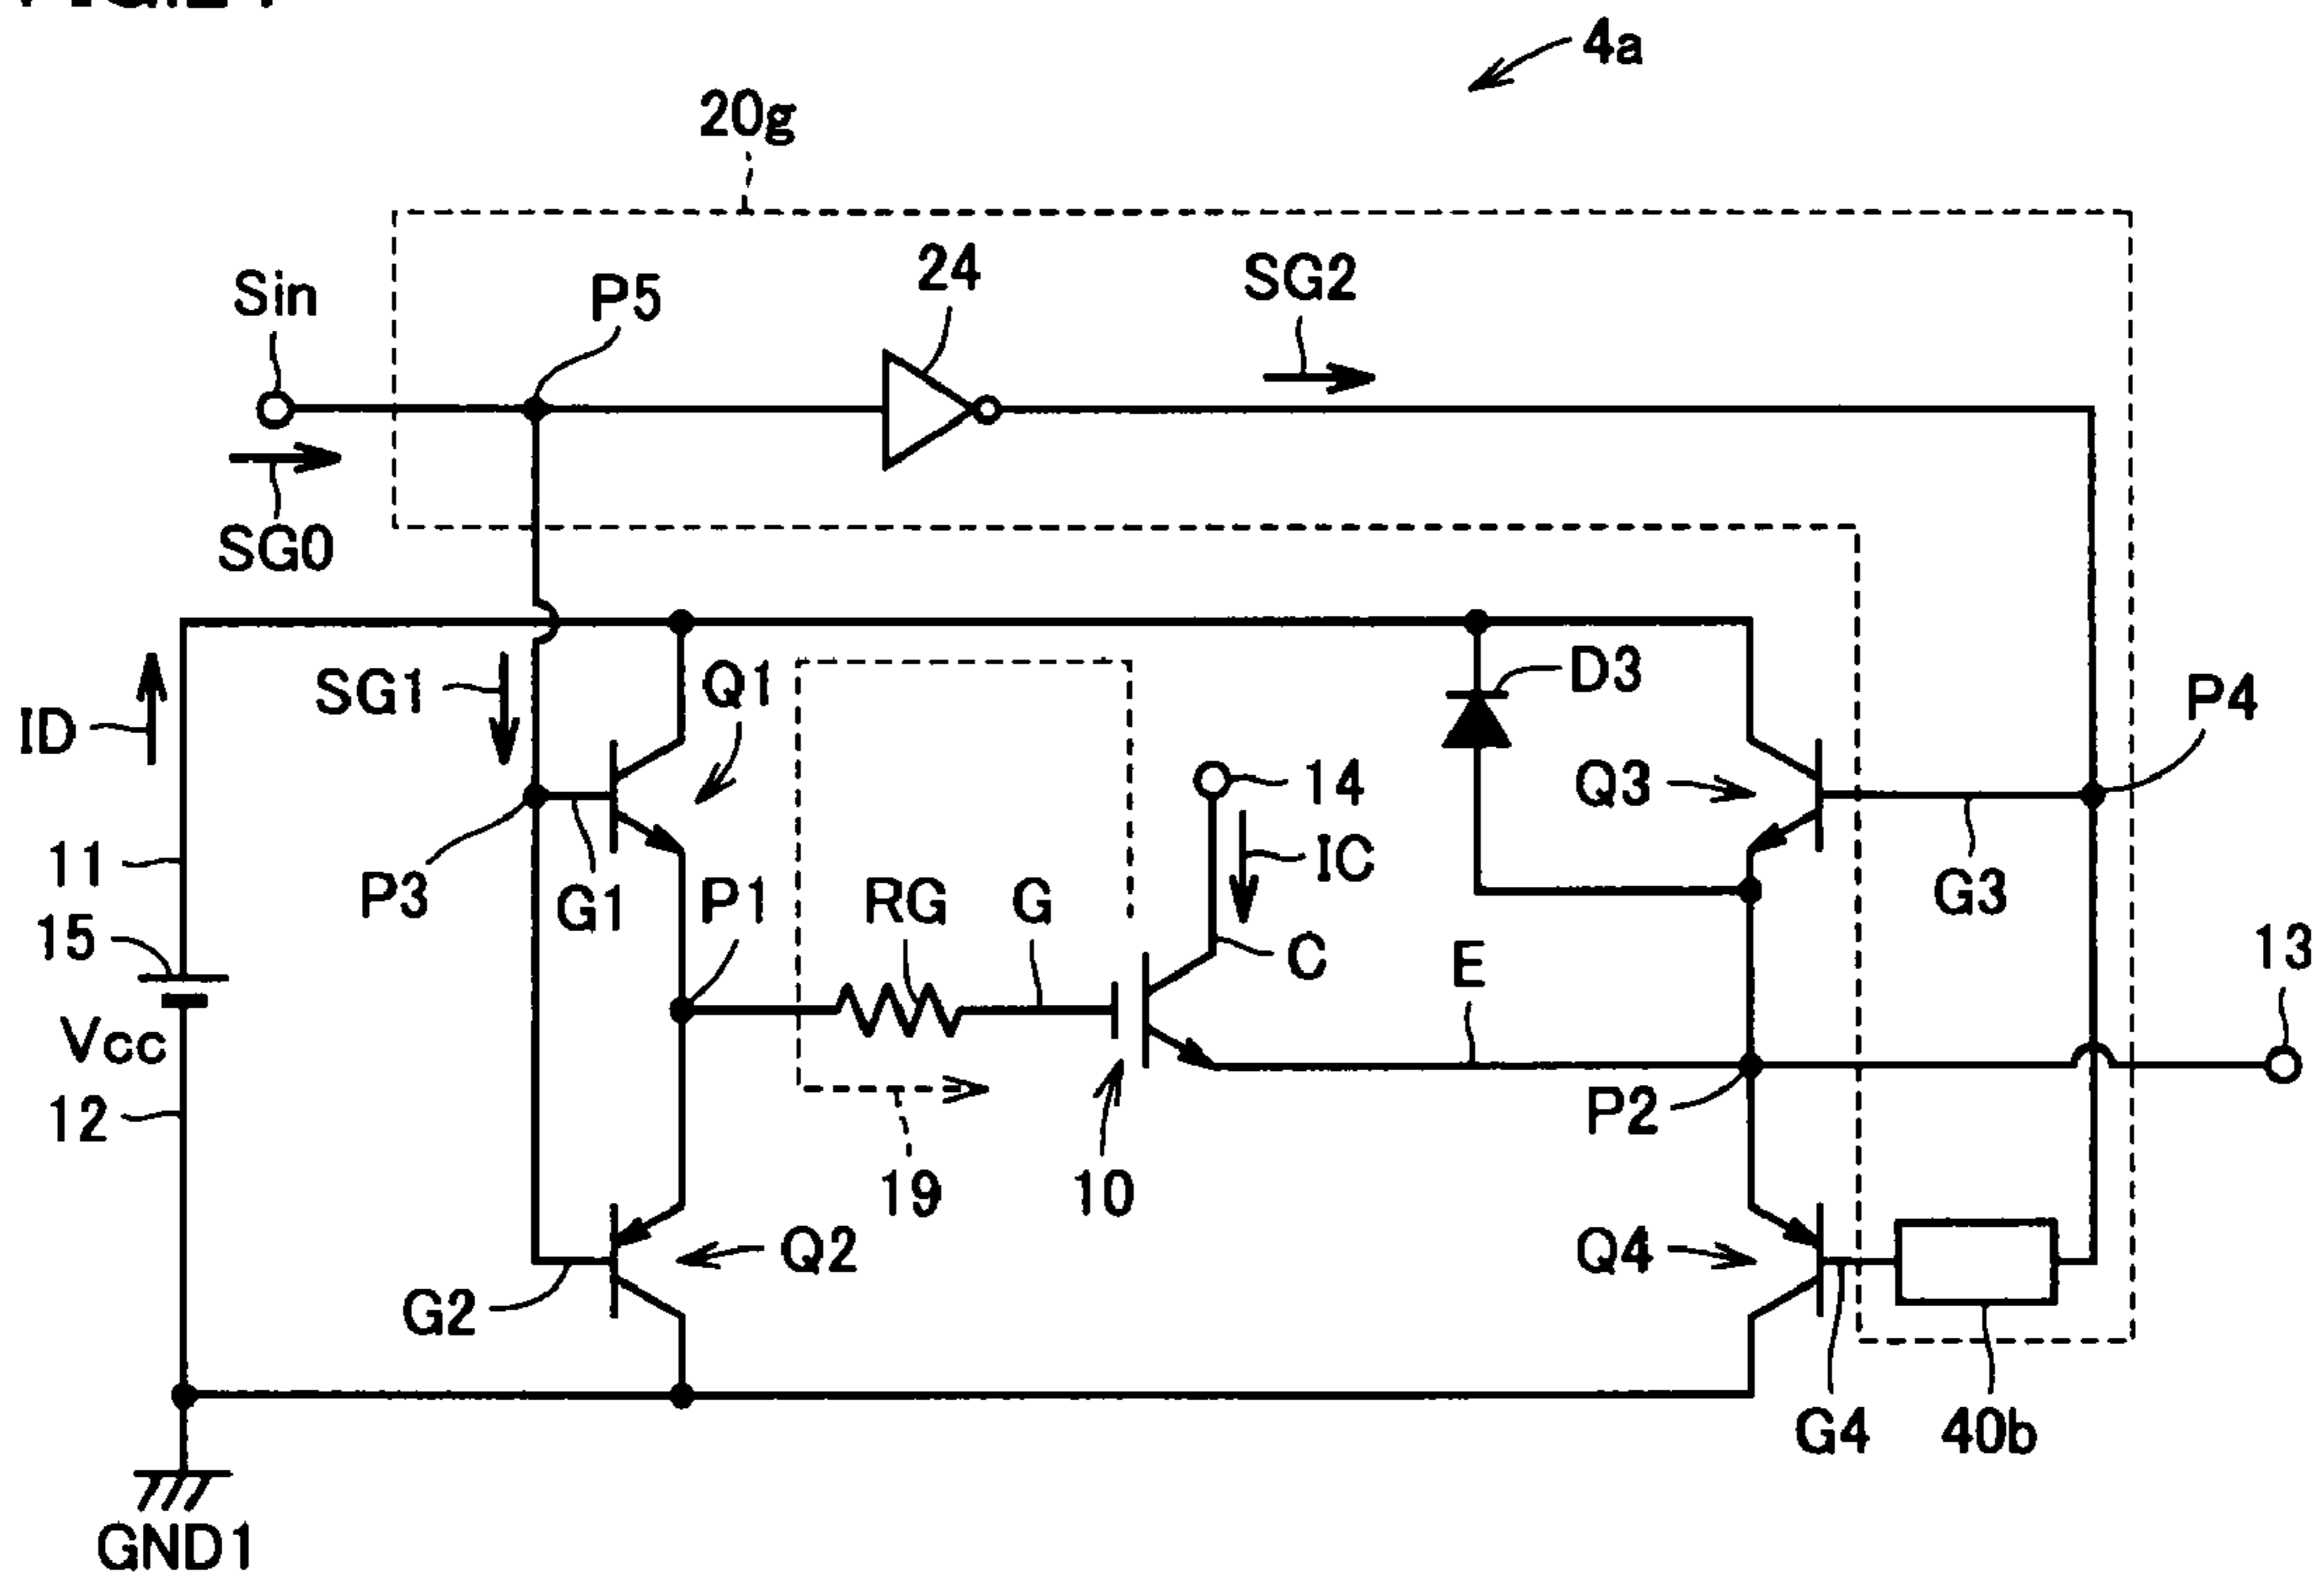 4a
20g
24
SG2
P5
Sin
SG0
D3
P4
SG1
Q1
ID
Q3
14
IC
11
P3
G1
P1
RG
G
G3
15
C
E
13
Vcc
P2
12
19
10
Q2
Q4
G2
G4
40b
GND1